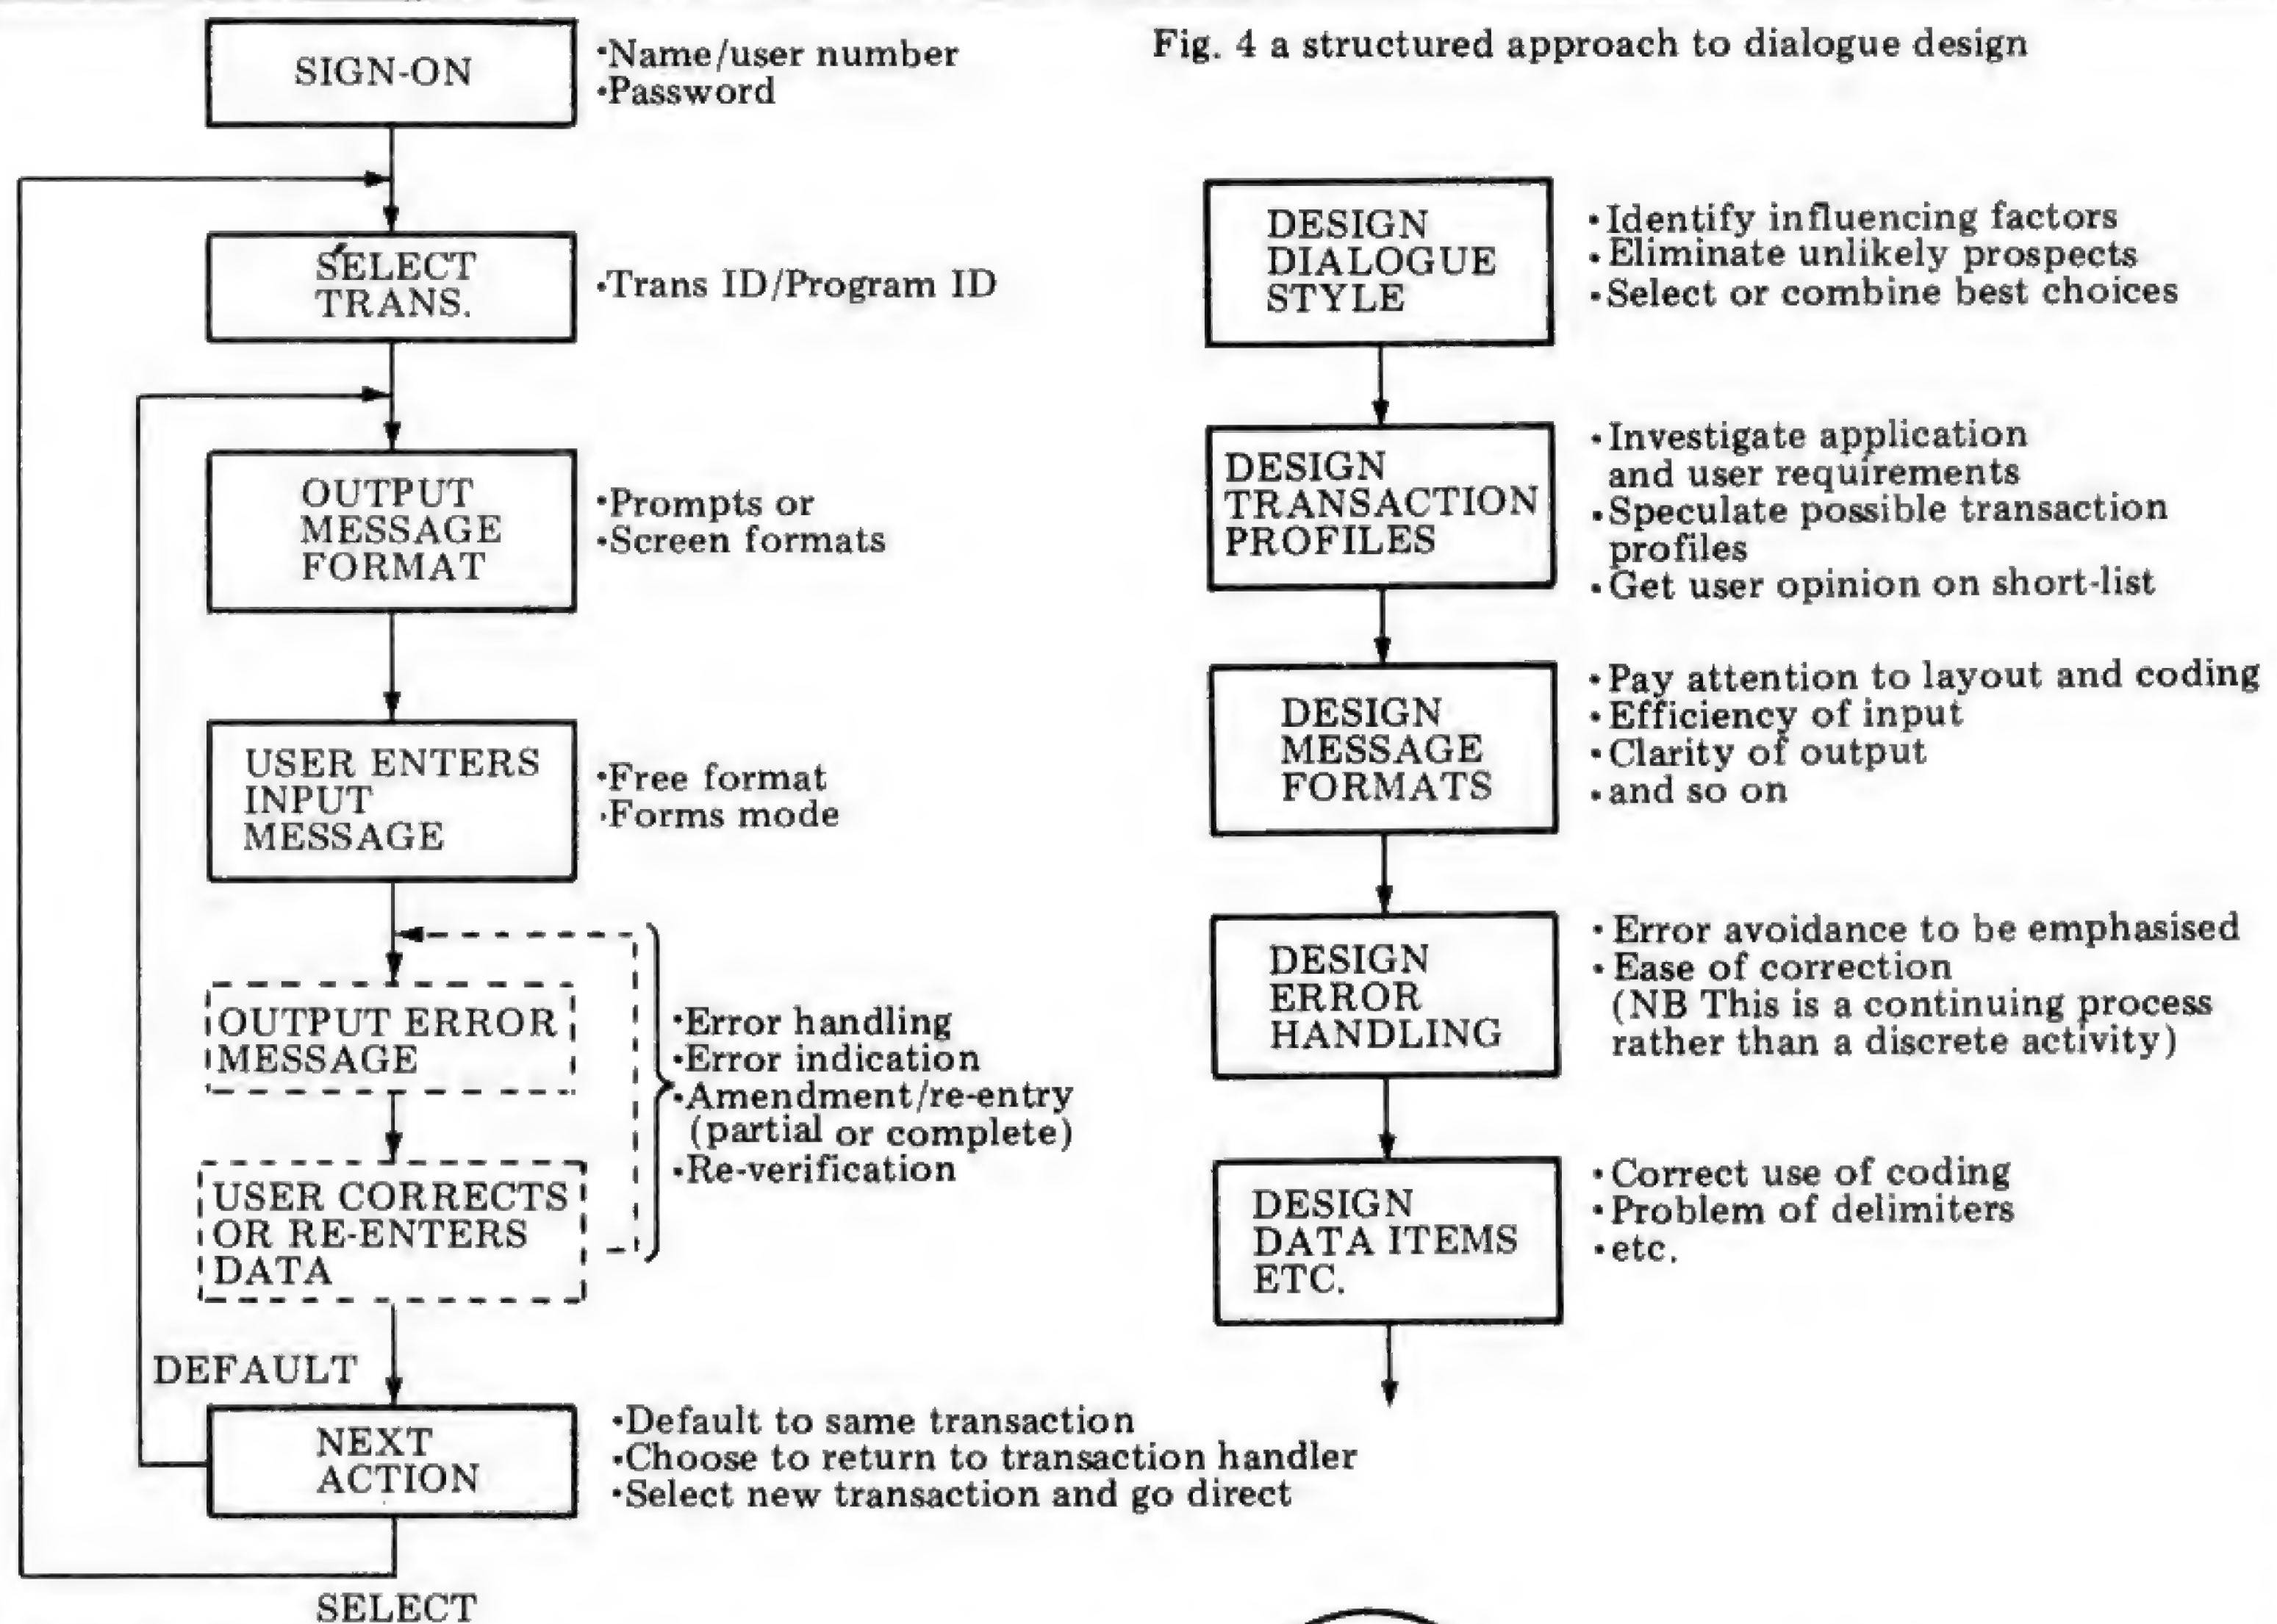 SIGN-ON
•Name/user number
•Password
SELECT
TRANS.
•Trans ID/Program ID
OUTPUT
MESSAGE
FORMAT
•Prompts or
•Screen formats
USER ENTERS
INPUT
MESSAGE
•Free format
•Forms mode
OUTPUT ERROR
MESSAGE
USER CORRECTS
OR RE-ENTERS
DATA
•Error handling
•Error indication
•Amendment/re-entry
(partial or complete)
•Re-verification
DEFAULT
NEXT
ACTION
•Default to same transaction
•Choose to return to transaction handler
•Select new transaction and go direct
SELECT
Fig. 4 a structured approach to dialogue design
DESIGN
DIALOGUE
STYLE
•Identify influencing factors
•Eliminate unlikely prospects
•Select or combine best choices
DESIGN
TRANSACTION
PROFILES
•Investigate application
and user requirements
•Speculate possible transaction
profiles
•Get user opinion on short-list
DESIGN
MESSAGE
FORMATS
•Pay attention to layout and coding
•Efficiency of input
•Clarity of output
•and so on
DESIGN
ERROR
HANDLING
•Error avoidance to be emphasised
•Ease of correction
(NB This is a continuing process
rather than a discrete activity)
DESIGN
DATA ITEMS
ETC.
•Correct use of coding
•Problem of delimiters
•etc.